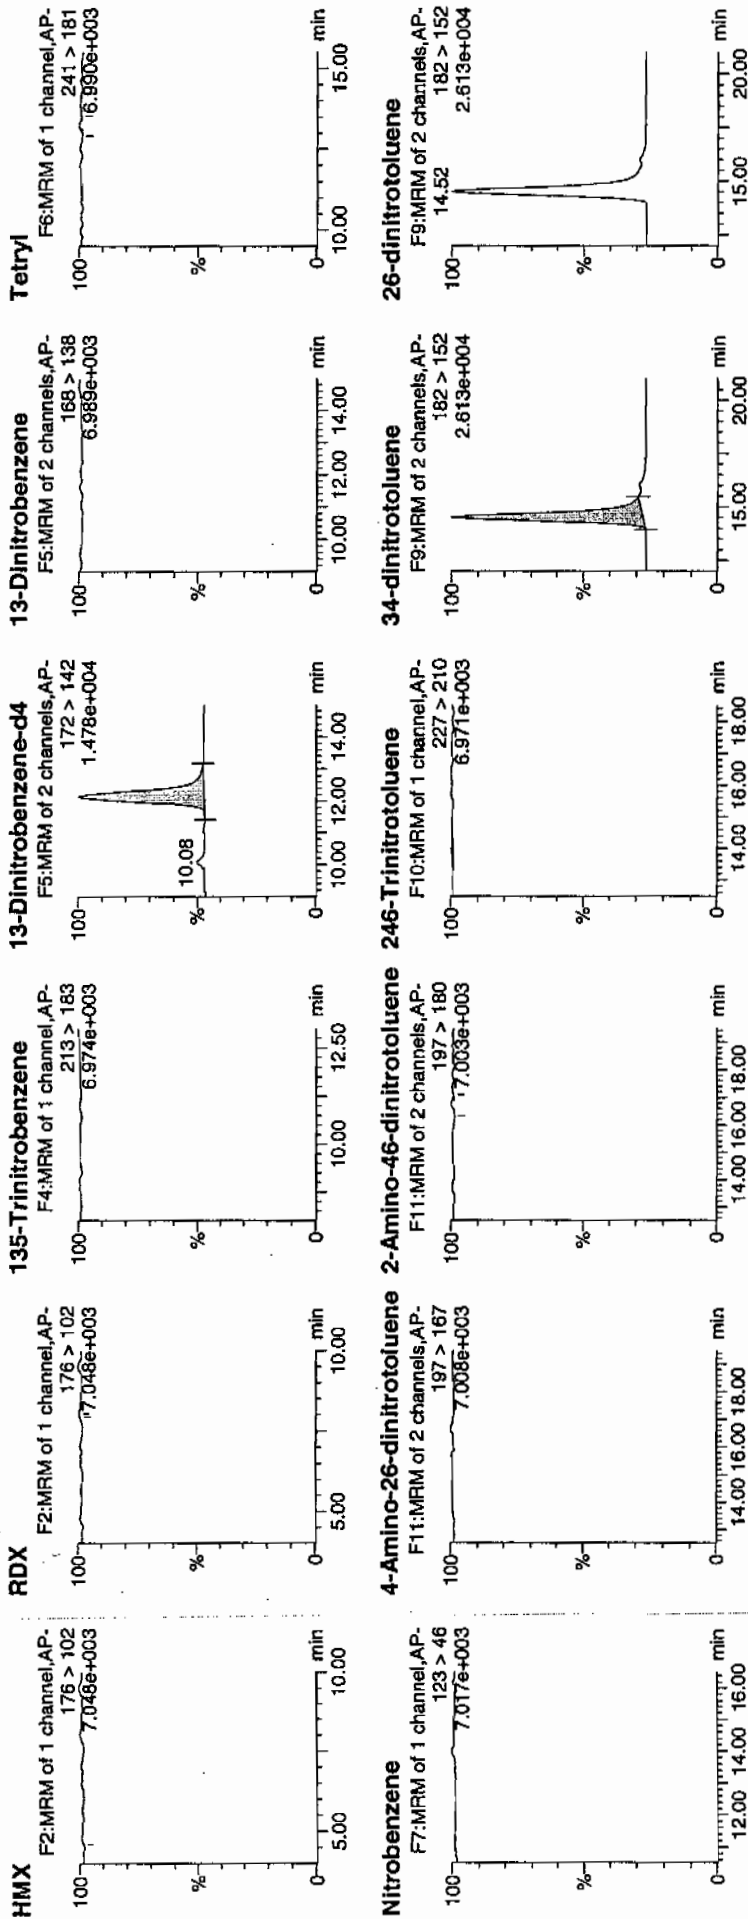 HMX
F2:MRM of 1 channel,AP-
176 > 102
7.048e+003
100
%
0
5.00
10.00
min
RDX
F2:MRM of 1 channel,AP-
176 > 102
7.048e+003
100
%
0
5.00
10.00
min
135-Trinitrobenzene
F4:MRM of 1 channel,AP-
213 > 183
6.974e+003
100
%
0
10.00
12.50
min
13-Dinitrobenzene-d4
F5:MRM of 2 channels,AP-
172 > 142
1.478e+004
100
10.08
%
0
10.00
12.00
14.00
min
13-Dinitrobenzene
F5:MRM of 2 channels,AP-
168 > 138
6.989e+003
100
%
0
10.00
12.00
14.00
min
Tetryl
F6:MRM of 1 channel,AP-
241 > 181
6.990e+003
100
%
0
10.00
15.00
min
Nitrobenzene
F7:MRM of 1 channel,AP-
123 > 46
7.017e+003
100
%
0
12.00
14.00
16.00
min
4-Amino-26-dinitrotoluene
F11:MRM of 2 channels,AP-
197 > 167
7.008e+003
100
%
0
14.00
16.00
18.00
min
2-Amino-46-dinitrotoluene
F11:MRM of 2 channels,AP-
197 > 180
7.003e+003
100
%
0
14.00
16.00
18.00
min
246-Trinitrotoluene
F10:MRM of 1 channel,AP-
227 > 210
6.971e+003
100
%
0
14.00
16.00
18.00
min
34-dinitrotoluene
F9:MRM of 2 channels,AP-
182 > 152
2.613e+004
100
%
0
15.00
20.00
min
26-dinitrotoluene
F9:MRM of 2 channels,AP-
14.52
182 > 152
2.613e+004
100
%
0
15.00
20.00
min